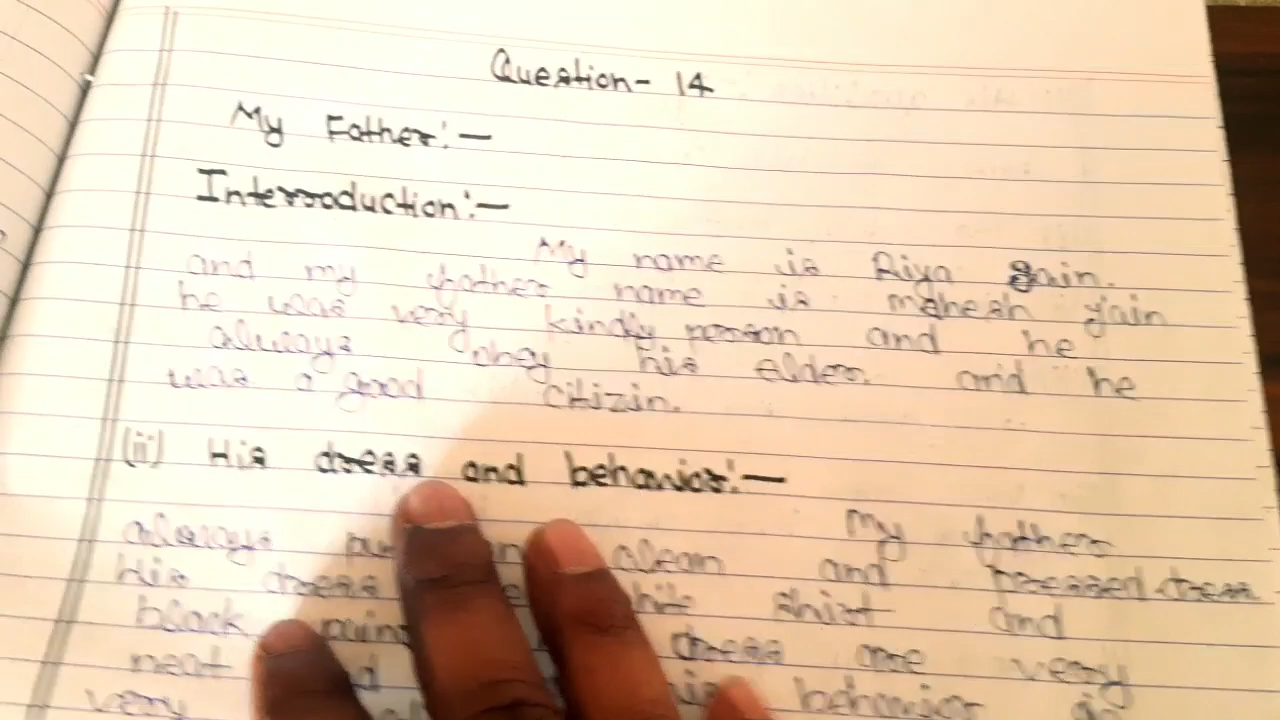 Question- 14
My Father:-
Interroduction:-
My name is Riya Jain.
and my father name is mahesh Jain
he was very kindly person and he
always obey his elders and he
was a good citizin.
(ii) His dress and behavior:-
My father
always clean and pressed dress
His dress shirt and
black dress are very
neat behavior
very